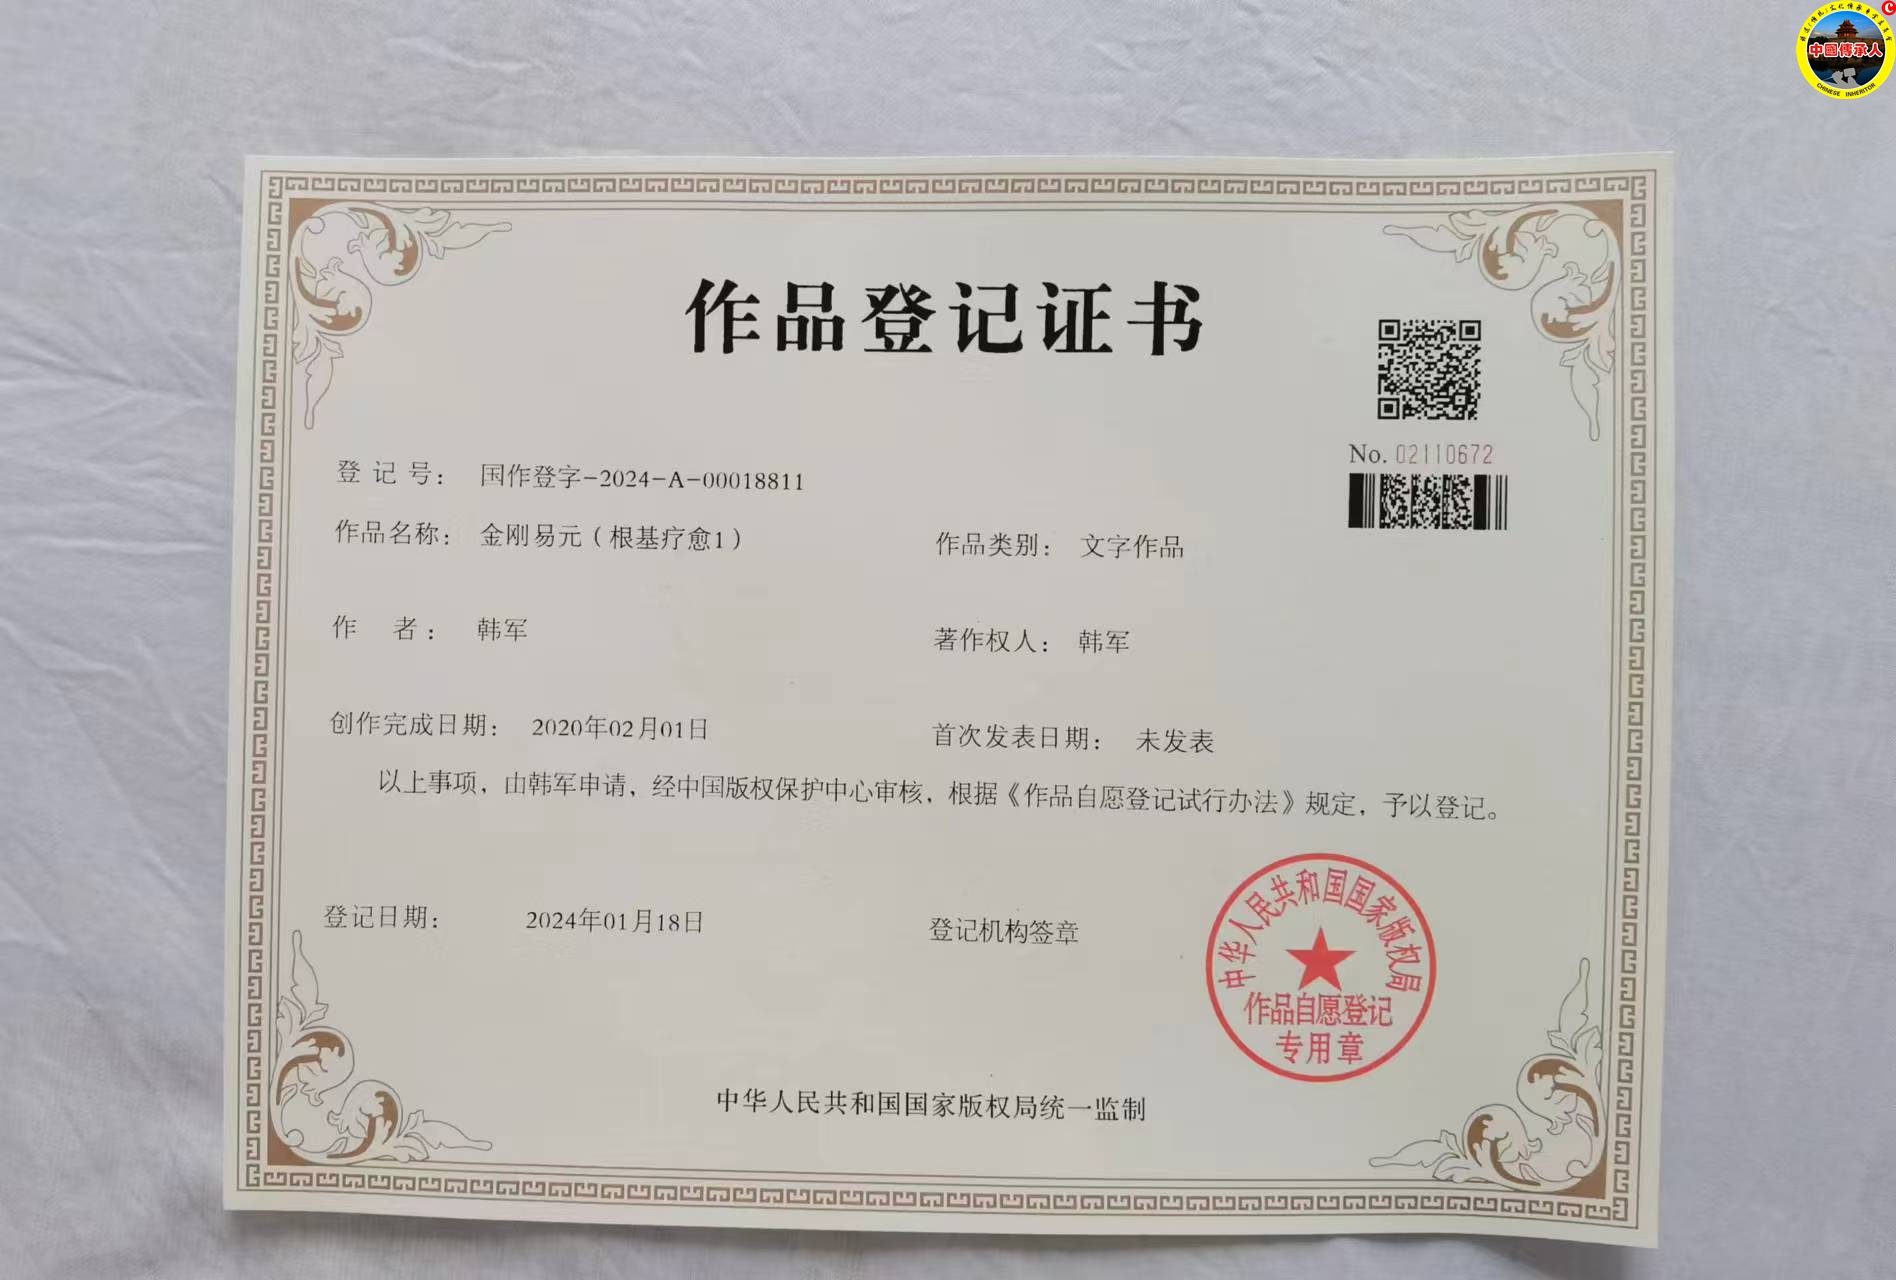 中國傳承人
CHINESE INHERITOR
作品登记证书
No. 02110672
登记号： 国作登字-2024-A-00018811
作品名称： 金刚易元（根基疗愈1） 作品类别： 文字作品
作 者： 韩军 著作权人： 韩军
创作完成日期： 2020年02月01日 首次发表日期： 未发表
以上事项，由韩军申请，经中国版权保护中心审核，根据《作品自愿登记试行办法》规定，予以登记。
登记日期： 2024年01月18日 登记机构签章
中华人民共和国国家版权局
作品自愿登记
专用章
中华人民共和国国家版权局统一监制